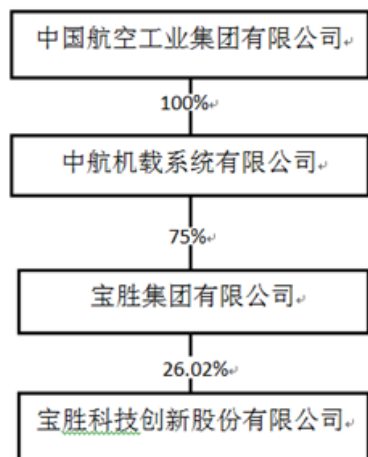 中国航空工业集团有限公司
100%
中航机载系统有限公司
75%
宝胜集团有限公司
26.02%
宝胜科技创新股份有限公司